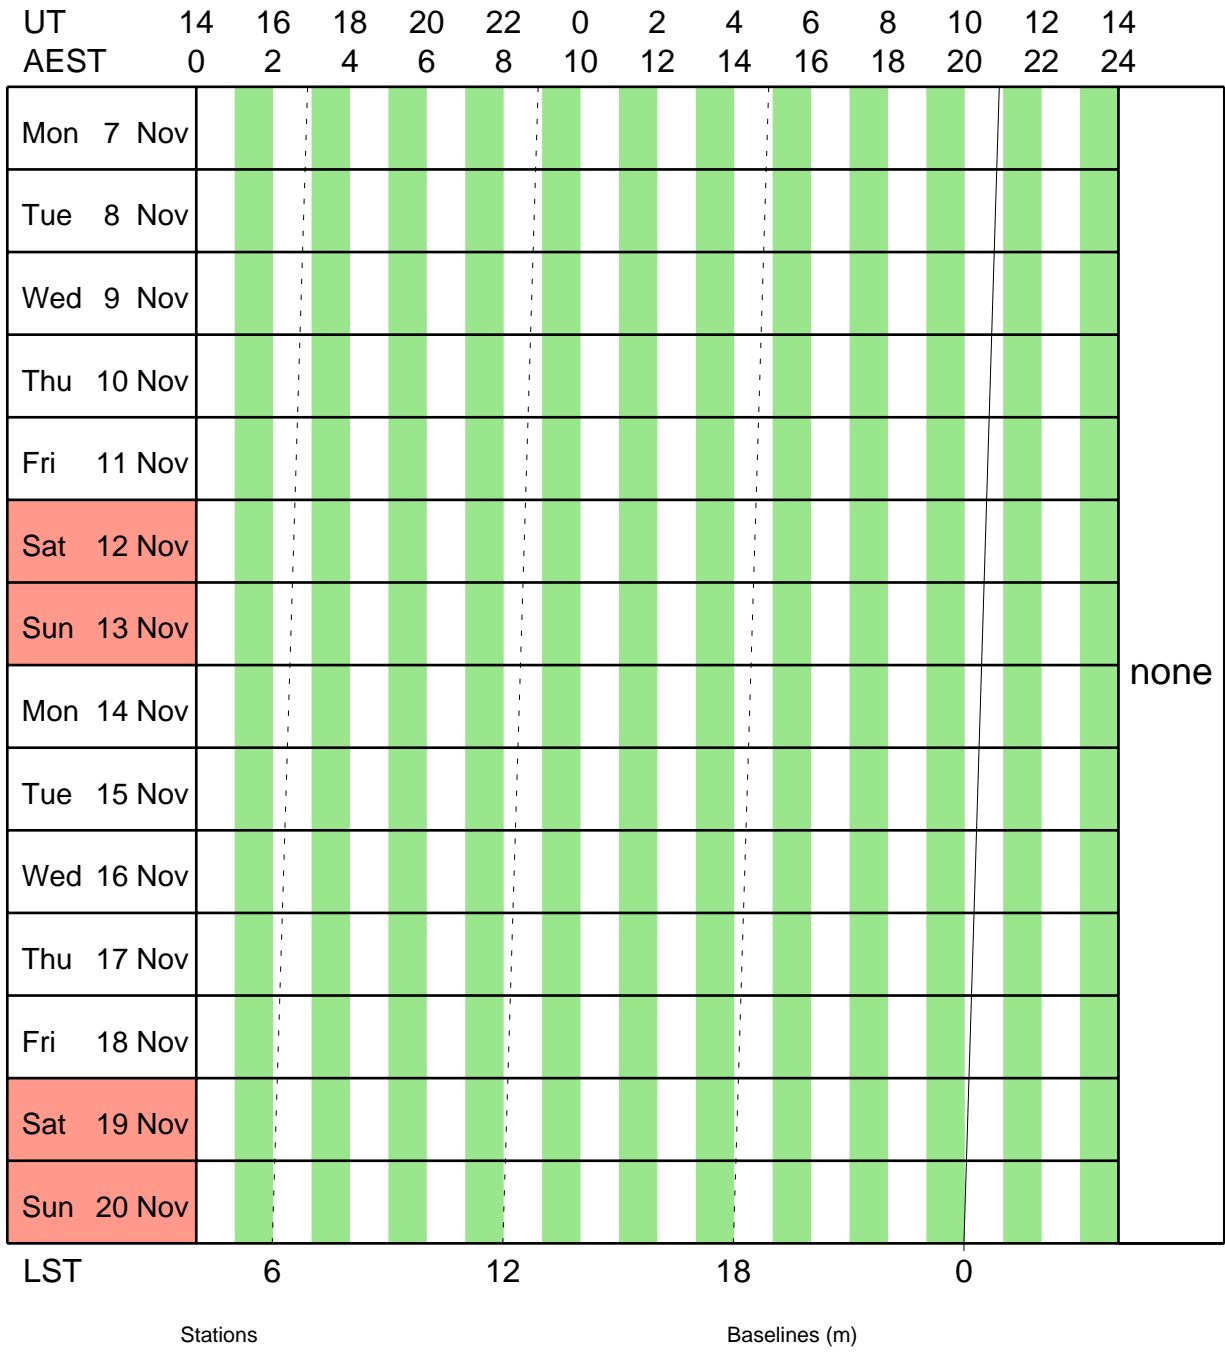 UT 14 16 18 20 22 0 2 4 6 8 10 12 14
AEST 0 2 4 6 8 10 12 14 16 18 20 22 24
Mon 7 Nov
Tue 8 Nov
Wed 9 Nov
Thu 10 Nov
Fri 11 Nov
Sat 12 Nov
Sun 13 Nov
none
Mon 14 Nov
Tue 15 Nov
Wed 16 Nov
Thu 17 Nov
Fri 18 Nov
Sat 19 Nov
Sun 20 Nov
LST 6 12 18 0
Stations Baselines (m)